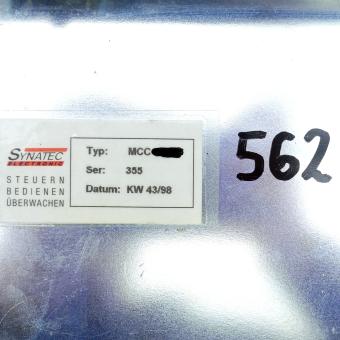 SYNATEC
ELECTRONIC
STEUERN
BEDIENEN
ÜBERWACHEN
Typ: MCC
Ser: 355
Datum: KW 43/98
562